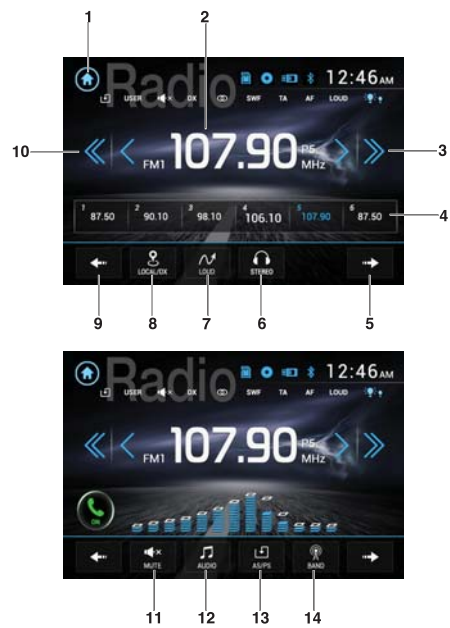 1 2
Radio 12:46AM
USER DX SWF TA AF LOUD
10 3
FM1 107.90 PS MHz
1 87.50 2 90.10 3 98.10 4 106.10 5 107.90 6 87.50 4
LOCAL/DX LOUD STEREO
9 8 7 6 5
Radio 12:46AM
USER DX SWF TA AF LOUD
FM1 107.90 PS MHz
ON
MUTE AUDIO AS/PS BAND
11 12 13 14